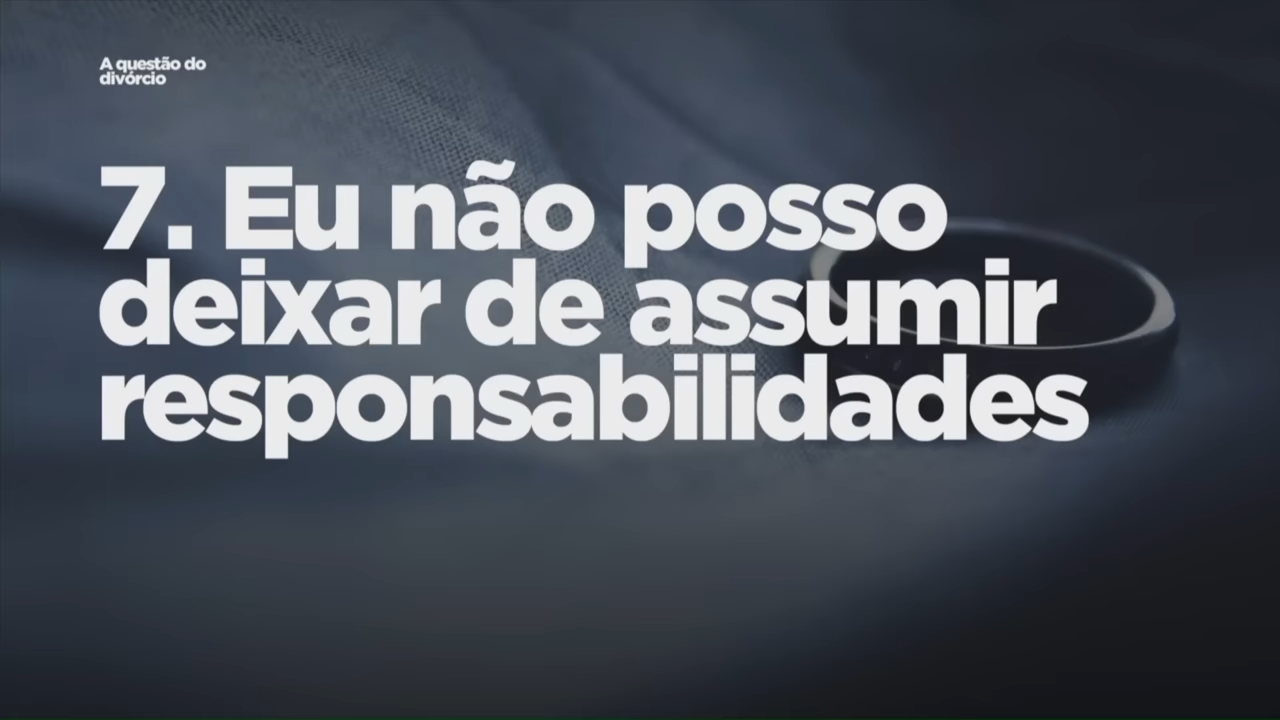 A questão do
divórcio
7. Eu não posso
deixar de assumir
responsabilidades